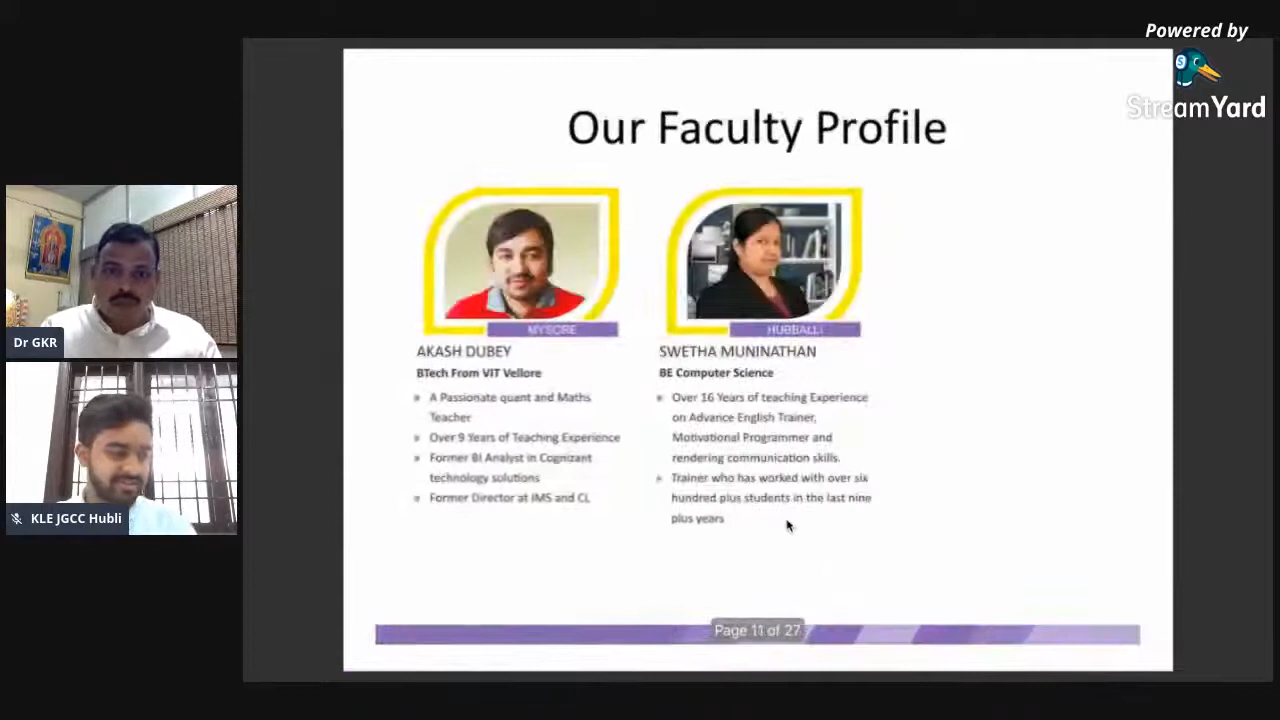 Powered by
StreamYard
Our Faculty Profile
MYSORE
AKASH DUBEY
BTech From VIT Vellore
A Passionate quant and Maths
Teacher
Over 9 Years of Teaching Experience
Former BI Analyst in Cognizant
technology solutions
Former Director at IMS and CL
HUBBALLI
SWETHA MUNINATHAN
BE Computer Science
Over 16 Years of teaching Experience
on Advance English Trainer,
Motivational Programmer and
rendering communication skills.
Trainer who has worked with over six
hundred plus students in the last nine
plus years
Page 11 of 27
Dr GKR
KLE JGCC Hubli